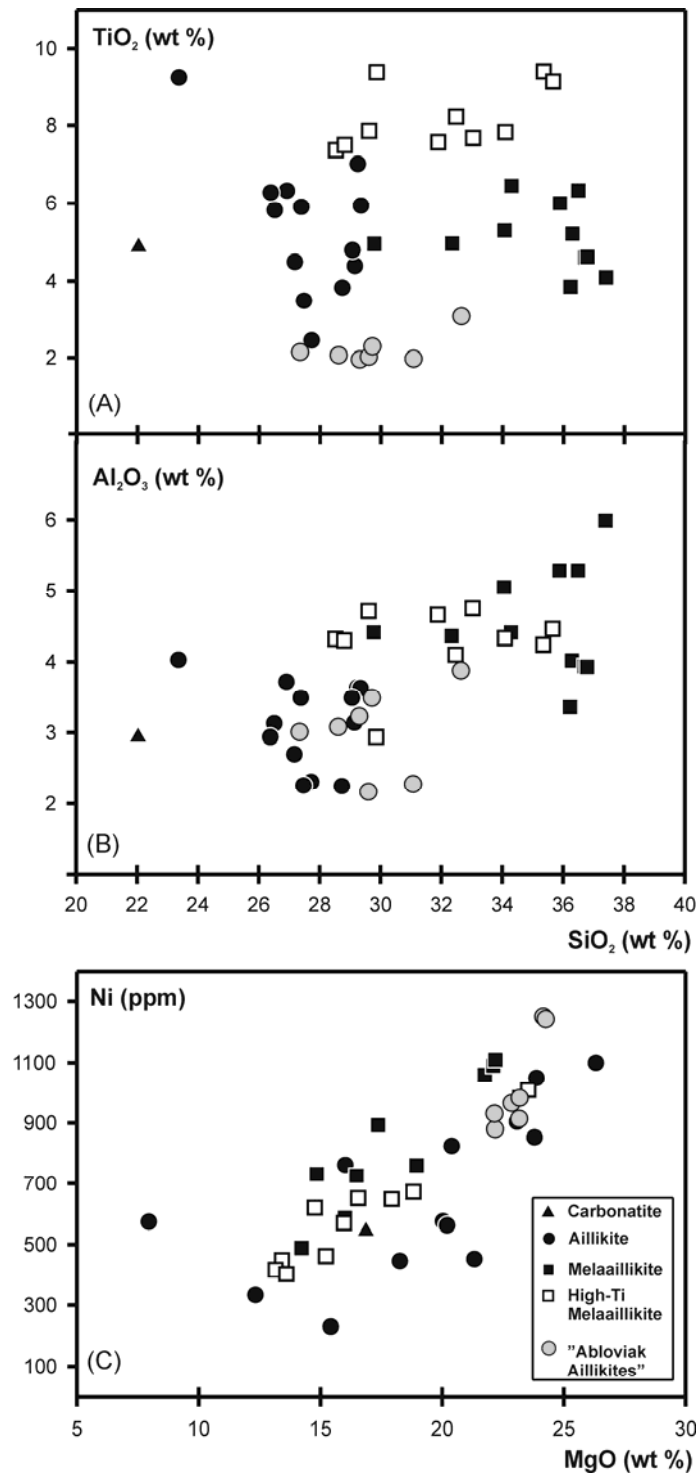 TiO₂ (wt %)
10
8
6
4
2
(A)
Al₂O₃ (wt %)
6
5
4
3
2
(B)
20 22 24 26 28 30 32 34 36 38 40
SiO₂ (wt %)
Ni (ppm)
1300
1100
900
700
500
300
100
Carbonatite
Aillikite
Melaaillikite
High-Ti
Melaaillikite
”Abloviak
Aillikites”
(C)
5 10 15 20 25 30
MgO (wt %)